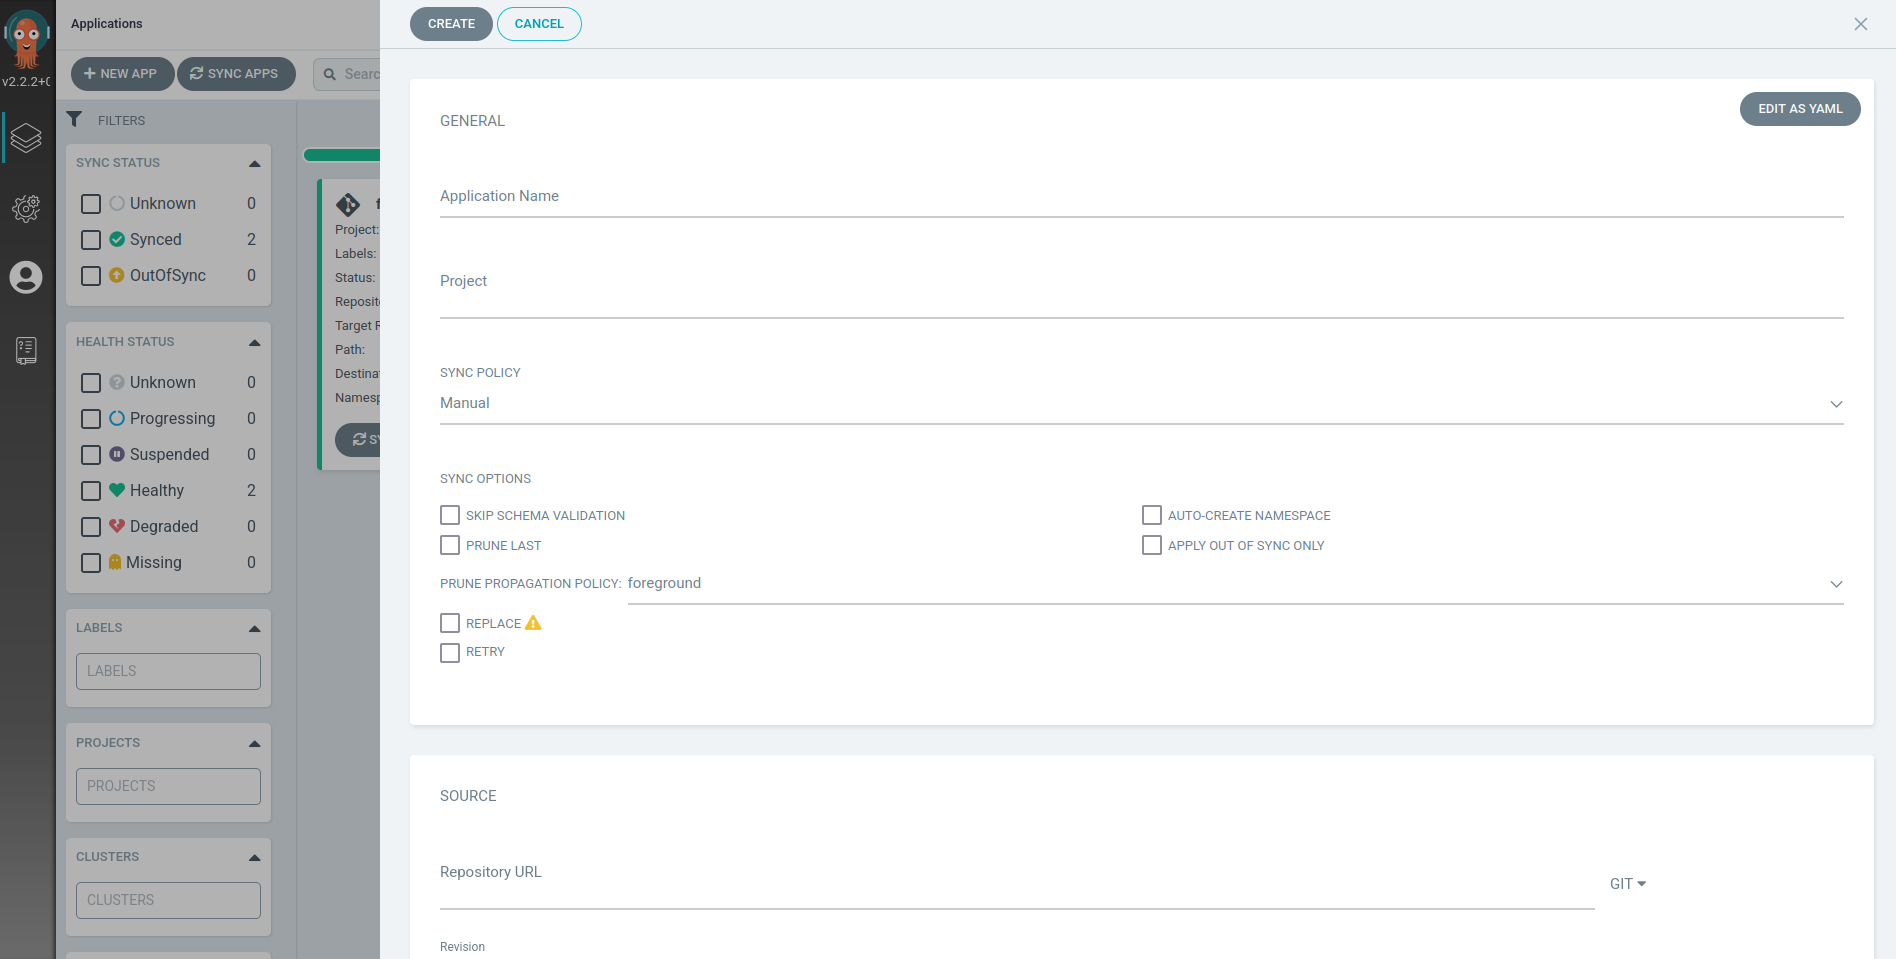 Applications
v2.2.2+0
NEW APP
SYNC APPS
Searc
FILTERS
SYNC STATUS
Unknown 0
Synced 2
OutOfSync 0
HEALTH STATUS
Unknown 0
Progressing 0
Suspended 0
Healthy 2
Degraded 0
Missing 0
LABELS
LABELS
PROJECTS
PROJECTS
CLUSTERS
CLUSTERS
f
Project:
Labels:
Status:
Reposit
Target R
Path:
Destina
Namesp
SY
CREATE
CANCEL
GENERAL
EDIT AS YAML
Application Name
Project
SYNC POLICY
Manual
SYNC OPTIONS
SKIP SCHEMA VALIDATION
AUTO-CREATE NAMESPACE
PRUNE LAST
APPLY OUT OF SYNC ONLY
PRUNE PROPAGATION POLICY: foreground
REPLACE
RETRY
SOURCE
Repository URL
GIT
Revision